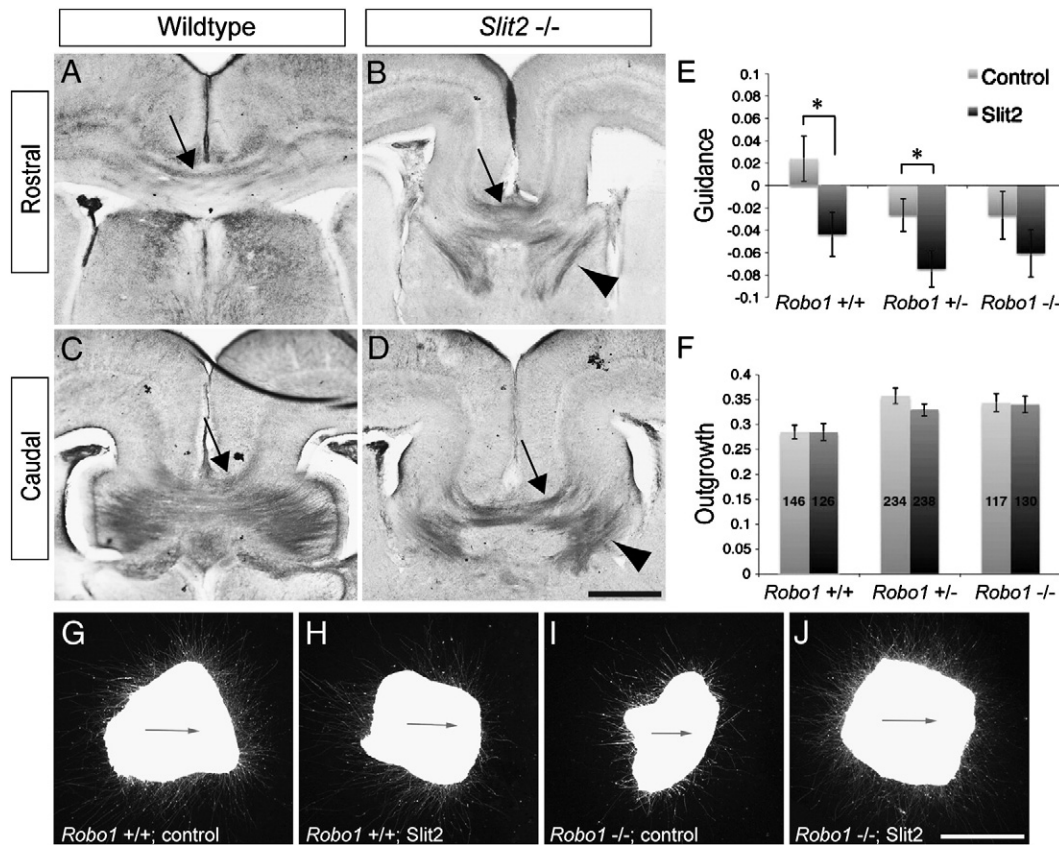 Wildtype
Slit2 -/-
Rostral
Caudal
A
B
C
D
E
Control
Slit2
0.1
0.08
0.06
0.04
0.02
0
-0.02
-0.04
-0.06
-0.08
-0.1
Guidance
*
*
Robo1 +/+ Robo1 +/- Robo1 -/-
F
0.4
0.35
0.3
0.25
0.2
0.15
0.1
0.05
0
Outgrowth
146 126 234 238 117 130
Robo1 +/+ Robo1 +/- Robo1 -/-
G
Robo1 +/+; control
H
Robo1 +/+; Slit2
I
Robo1 -/-; control
J
Robo1 -/-; Slit2